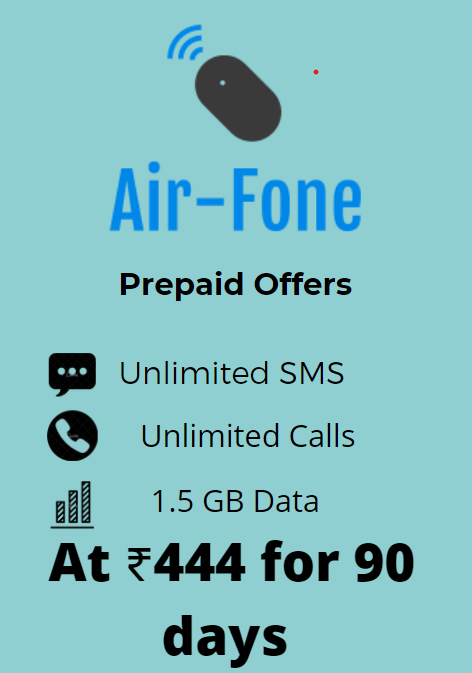 Air-Fone
Prepaid Offers
Unlimited SMS
Unlimited Calls
1.5 GB Data
At ₹444 for 90
days